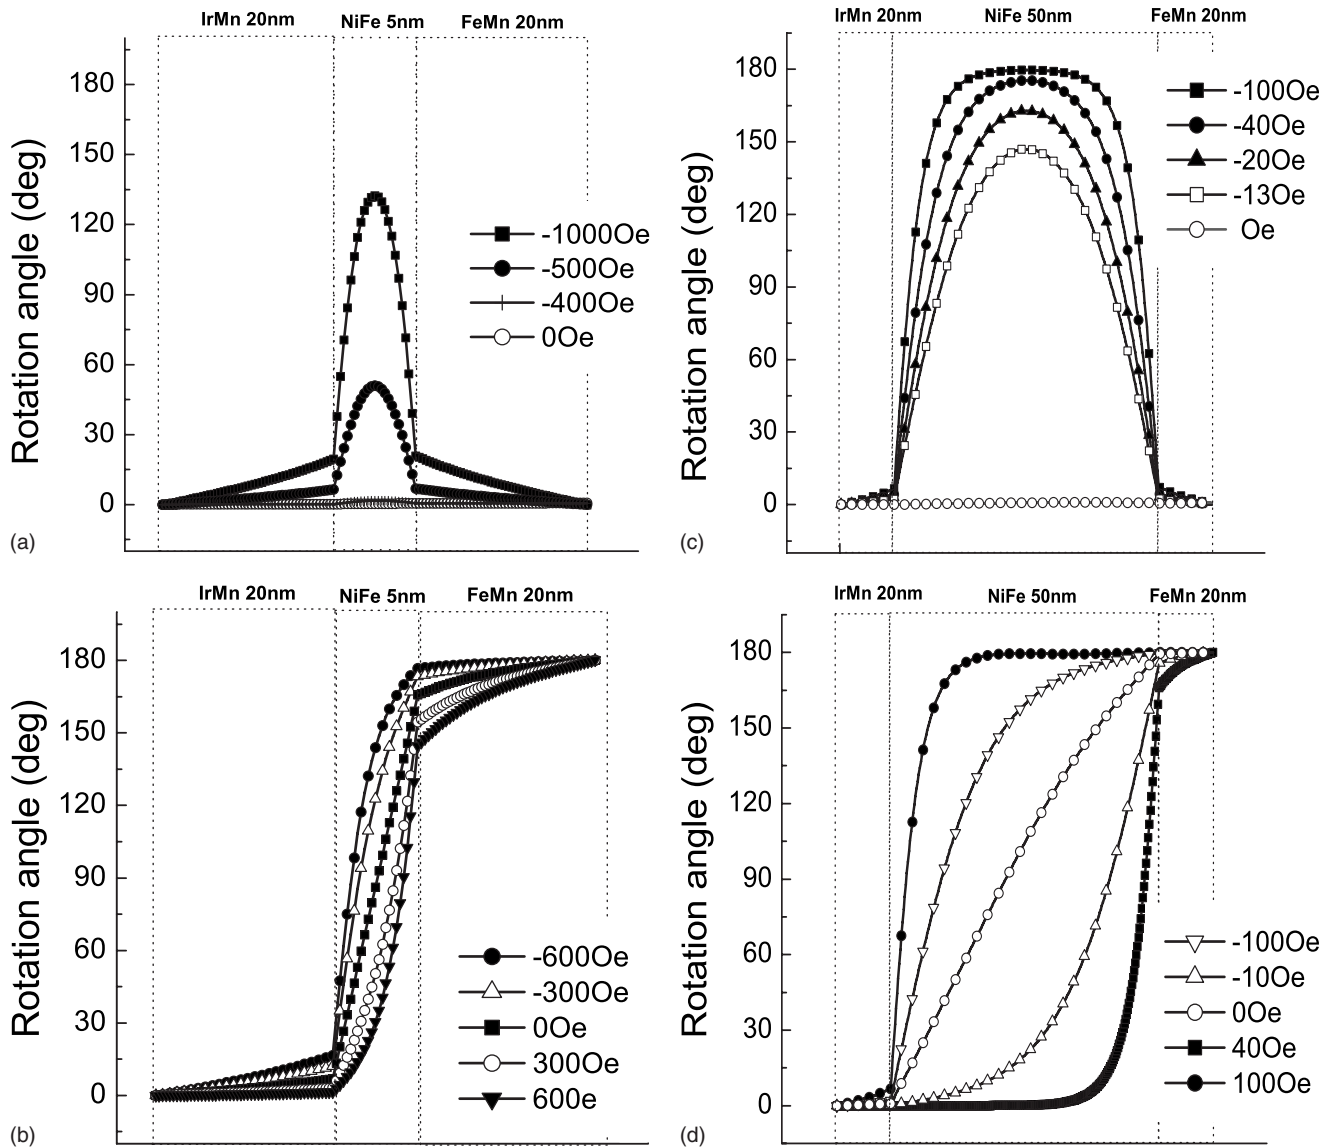 IrMn 20nm NiFe 5nm FeMn 20nm
Rotation angle (deg)
180
150
120
90
60
30
0
-1000Oe
-500Oe
-400Oe
0Oe
(a)
IrMn 20nm NiFe 50nm FeMn 20nm
Rotation angle (deg)
180
150
120
90
60
30
0
-100Oe
-40Oe
-20Oe
-13Oe
Oe
(c)
IrMn 20nm NiFe 5nm FeMn 20nm
Rotation angle (deg)
180
150
120
90
60
30
0
-600Oe
-300Oe
0Oe
300Oe
600e
(b)
IrMn 20nm NiFe 50nm FeMn 20nm
Rotation angle (deg)
180
150
120
90
60
30
0
-100Oe
-10Oe
0Oe
40Oe
100Oe
(d)